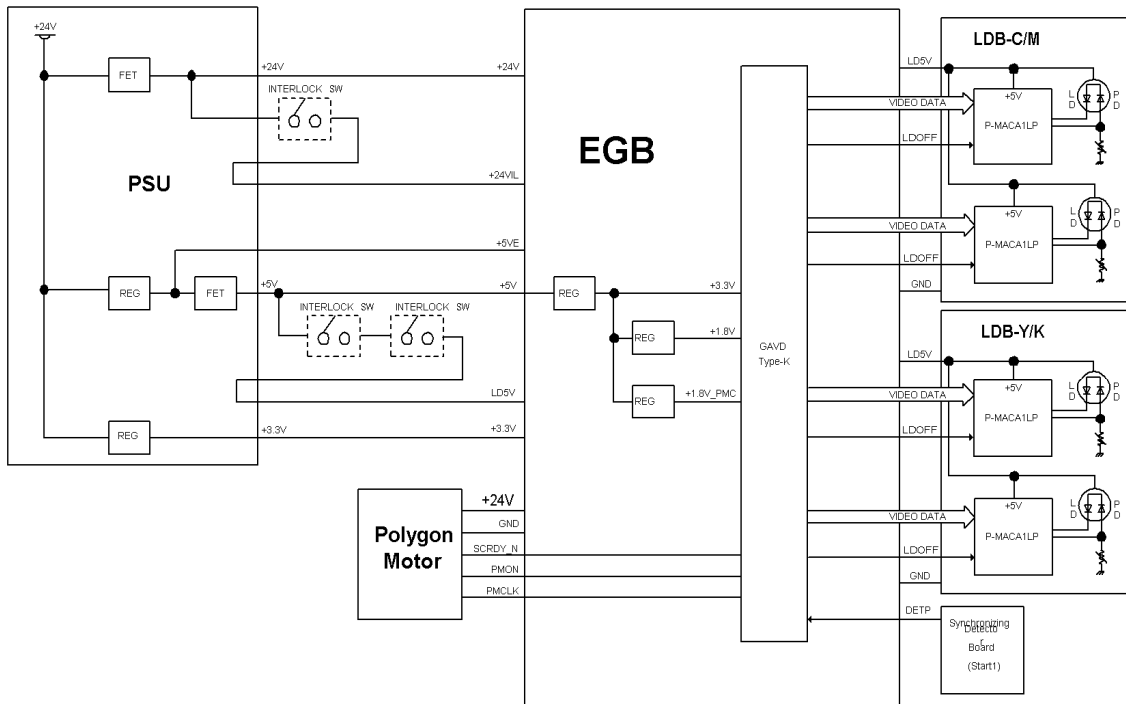 +24V
FET
+24V
+24V
INTERLOCK SW
PSU
+24VIL
+5VE
REG
FET
+5V
+5V
INTERLOCK SW
INTERLOCK SW
LD5V
REG
+3.3V
+3.3V
Polygon
Motor
+24V
GND
SCRDY_N
PMON
PMCLK
EGB
REG
+3.3V
REG
+1.8V
REG
+1.8V_PMC
GAVD
Type-K
LDB-C/M
LD5V
VIDEO DATA
LDOFF
+5V
P-MACA1LP
L
D
P
D
VIDEO DATA
LDOFF
+5V
P-MACA1LP
L
D
P
D
GND
LDB-Y/K
LD5V
VIDEO DATA
LDOFF
+5V
P-MACA1LP
L
D
P
D
VIDEO DATA
LDOFF
+5V
P-MACA1LP
L
D
P
D
GND
DETP
Synchronizing
Detecto
r
Board
(Start1)